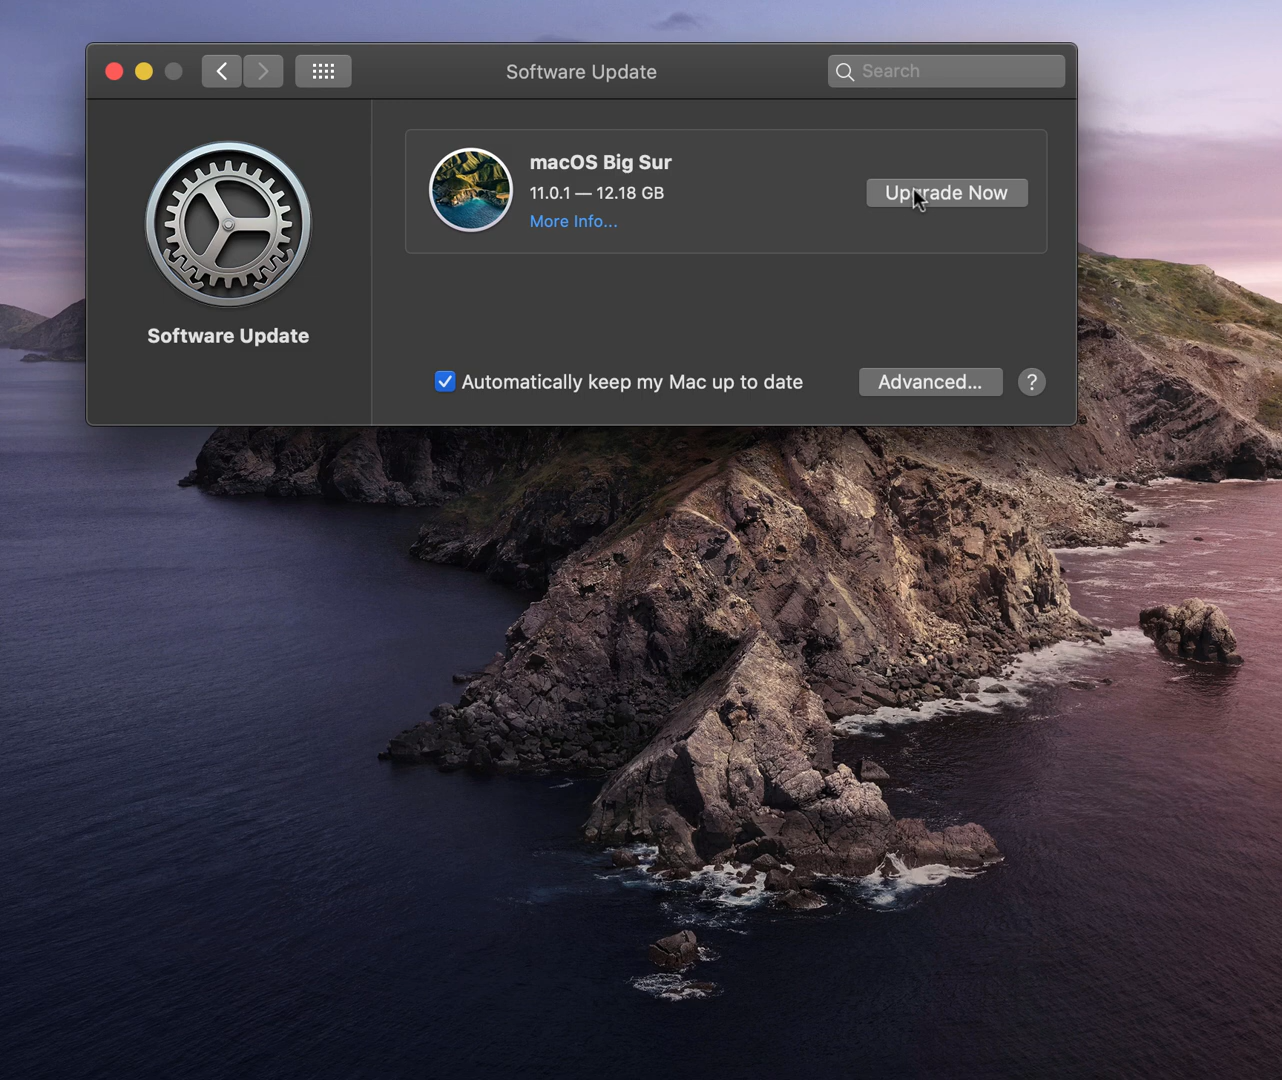 Software Update
Search
macOS Big Sur
11.0.1 — 12.18 GB
More Info...
Upgrade Now
Software Update
Automatically keep my Mac up to date
Advanced...
?